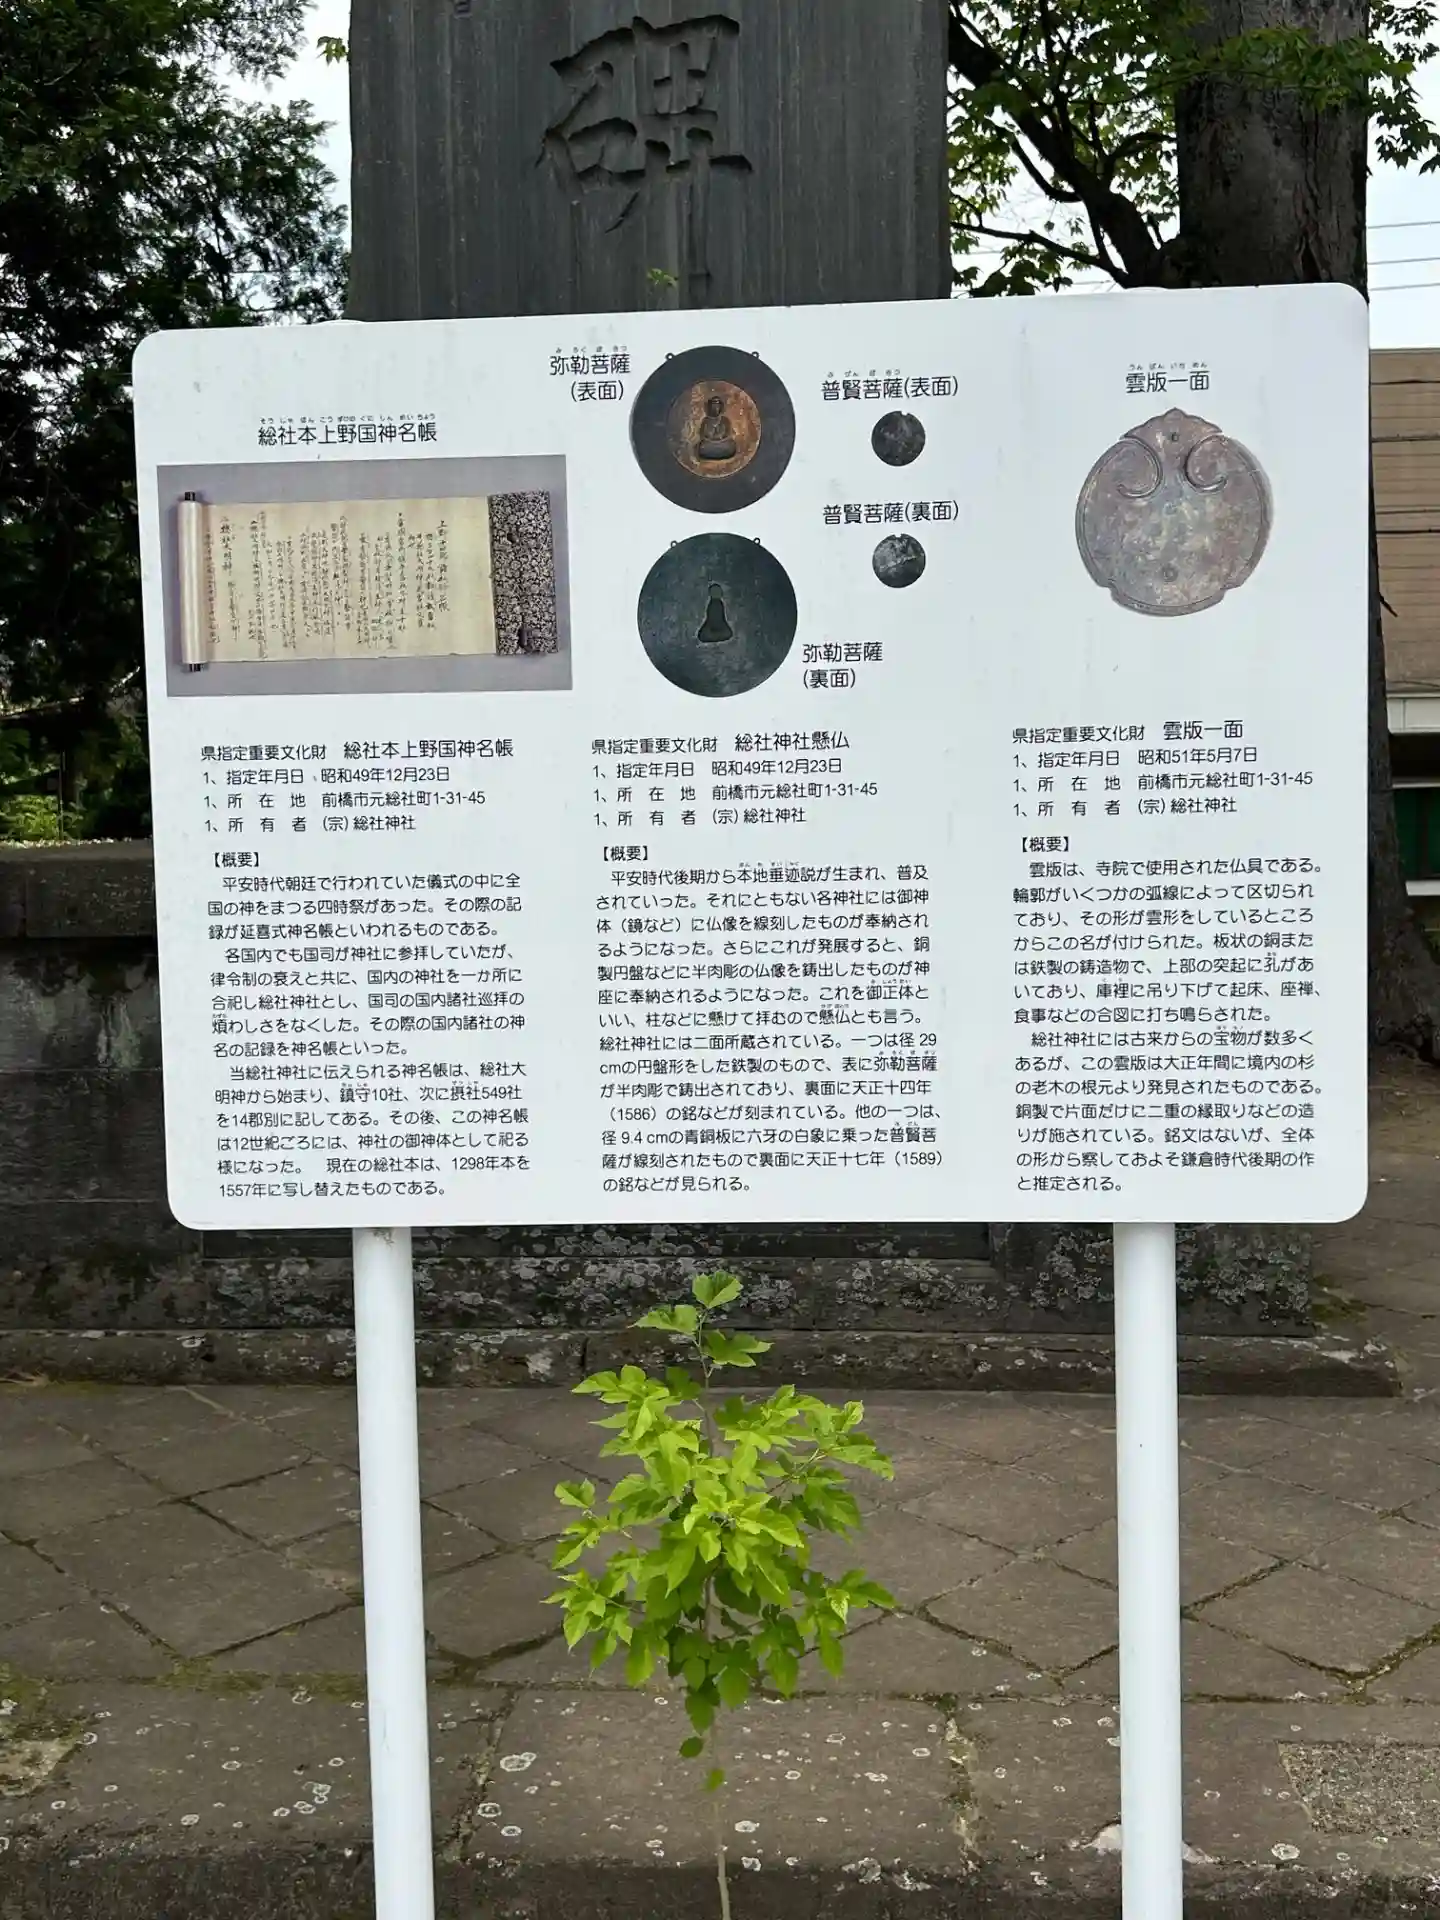 碑
総社本上野国神名帳
そうしゃほんこうずけのくにしんめいちょう
弥勒菩薩
みろくぼさつ
(表面)
普賢菩薩(表面)
ふげんぼさつ
普賢菩薩(裏面)
弥勒菩薩
(裏面)
雲版一面
うんばんいちめん
県指定重要文化財 総社本上野国神名帳
1、指定年月日 昭和49年12月23日
1、所在地 前橋市元総社町1-31-45
1、所有者 (宗)総社神社
【概要】
平安時代朝廷で行われていた儀式の中に全
国の神をまつる四時祭があった。その際の記
録が延喜式神名帳といわれるものである。
各国内でも国司が神社に参拝していたが、
律令制の衰えと共に、国内の神社を一か所に
合祀し総社神社とし、国司の国内諸社巡拝の
煩わしさをなくした。その際の国内諸社の神
名の記録を神名帳といった。
当総社神社に伝えられる神名帳は、総社大
明神から始まり、鎮守10社、次に摂社549社
を14郡別に記してある。その後、この神名帳
は12世紀ごろには、神社の御神体として祀る
様になった。 現在の総社本は、1298年本を
1557年に写し替えたものである。
県指定重要文化財 総社神社懸仏
1、指定年月日 昭和49年12月23日
1、所在地 前橋市元総社町1-31-45
1、所有者 (宗)総社神社
【概要】
平安時代後期から本地垂迹説が生まれ、普及
されていった。それにともない各神社には御神
体（鏡など）に仏像を線刻したものが奉納され
るようになった。さらにこれが発展すると、銅
製円盤などに半肉彫の仏像を鋳出したものが神
座に奉納されるようになった。これを御正体と
いい、柱などに懸けて拝むので懸仏とも言う。
総社神社には二面所蔵されている。一つは径 29
cmの円盤形をした鉄製のもので、表に弥勒菩薩
が半肉彫で鋳出されており、裏面に天正十四年
（1586）の銘などが刻まれている。他の一つは、
径 9.4 cmの青銅板に六牙の白象に乗った普賢菩
薩が線刻されたもので裏面に天正十七年（1589）
の銘などが見られる。
県指定重要文化財 雲版一面
1、指定年月日 昭和51年5月7日
1、所在地 前橋市元総社町1-31-45
1、所有者 (宗)総社神社
【概要】
雲版は、寺院で使用された仏具である。
輪郭がいくつかの弧線によって区切られ
ており、その形が雲形をしているところ
からこの名が付けられた。板状の銅また
は鉄製の鋳造物で、上部の突起に孔があ
いており、庫裡に吊り下げて起床、座禅、
食事などの合図に打ち鳴らされた。
総社神社には古来からの宝物が数多く
あるが、この雲版は大正年間に境内の杉
の老木の根元より発見されたものである。
銅製で片面だけに二重の縁取りなどの造
りが施されている。銘文はないが、全体
の形から察しておよそ鎌倉時代後期の作
と推定される。